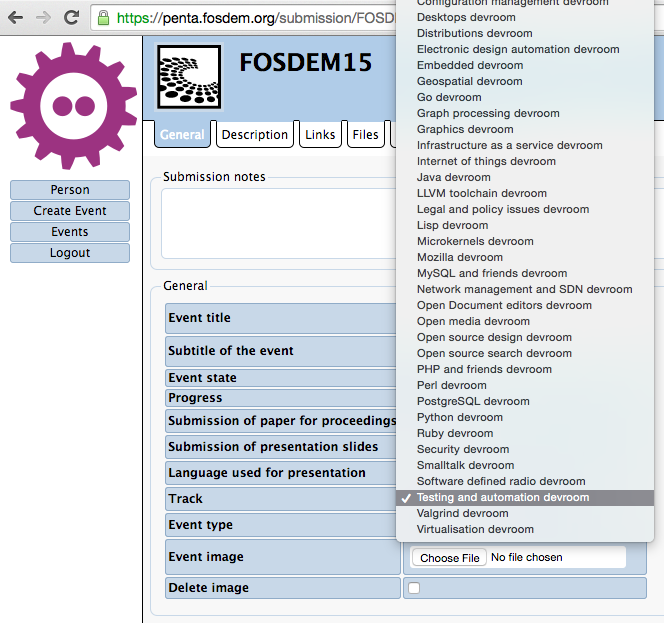 https://penta.fosdem.org/submission/FOSD
FOSDEM15
General
Description
Links
Files
Person
Create Event
Events
Logout
Submission notes
General
Event title
Subtitle of the event
Event state
Progress
Submission of paper for proceedings
Submission of presentation slides
Language used for presentation
Track
Event type
Event image
Choose File No file chosen
Delete image
Configuration management devroom
Desktops devroom
Distributions devroom
Electronic design automation devroom
Embedded devroom
Geospatial devroom
Go devroom
Graph processing devroom
Graphics devroom
Infrastructure as a service devroom
Internet of things devroom
Java devroom
LLVM toolchain devroom
Legal and policy issues devroom
Lisp devroom
Microkernels devroom
Mozilla devroom
MySQL and friends devroom
Network management and SDN devroom
Open Document editors devroom
Open media devroom
Open source design devroom
Open source search devroom
PHP and friends devroom
Perl devroom
PostgreSQL devroom
Python devroom
Ruby devroom
Security devroom
Smalltalk devroom
Software defined radio devroom
✓ Testing and automation devroom
Valgrind devroom
Virtualisation devroom